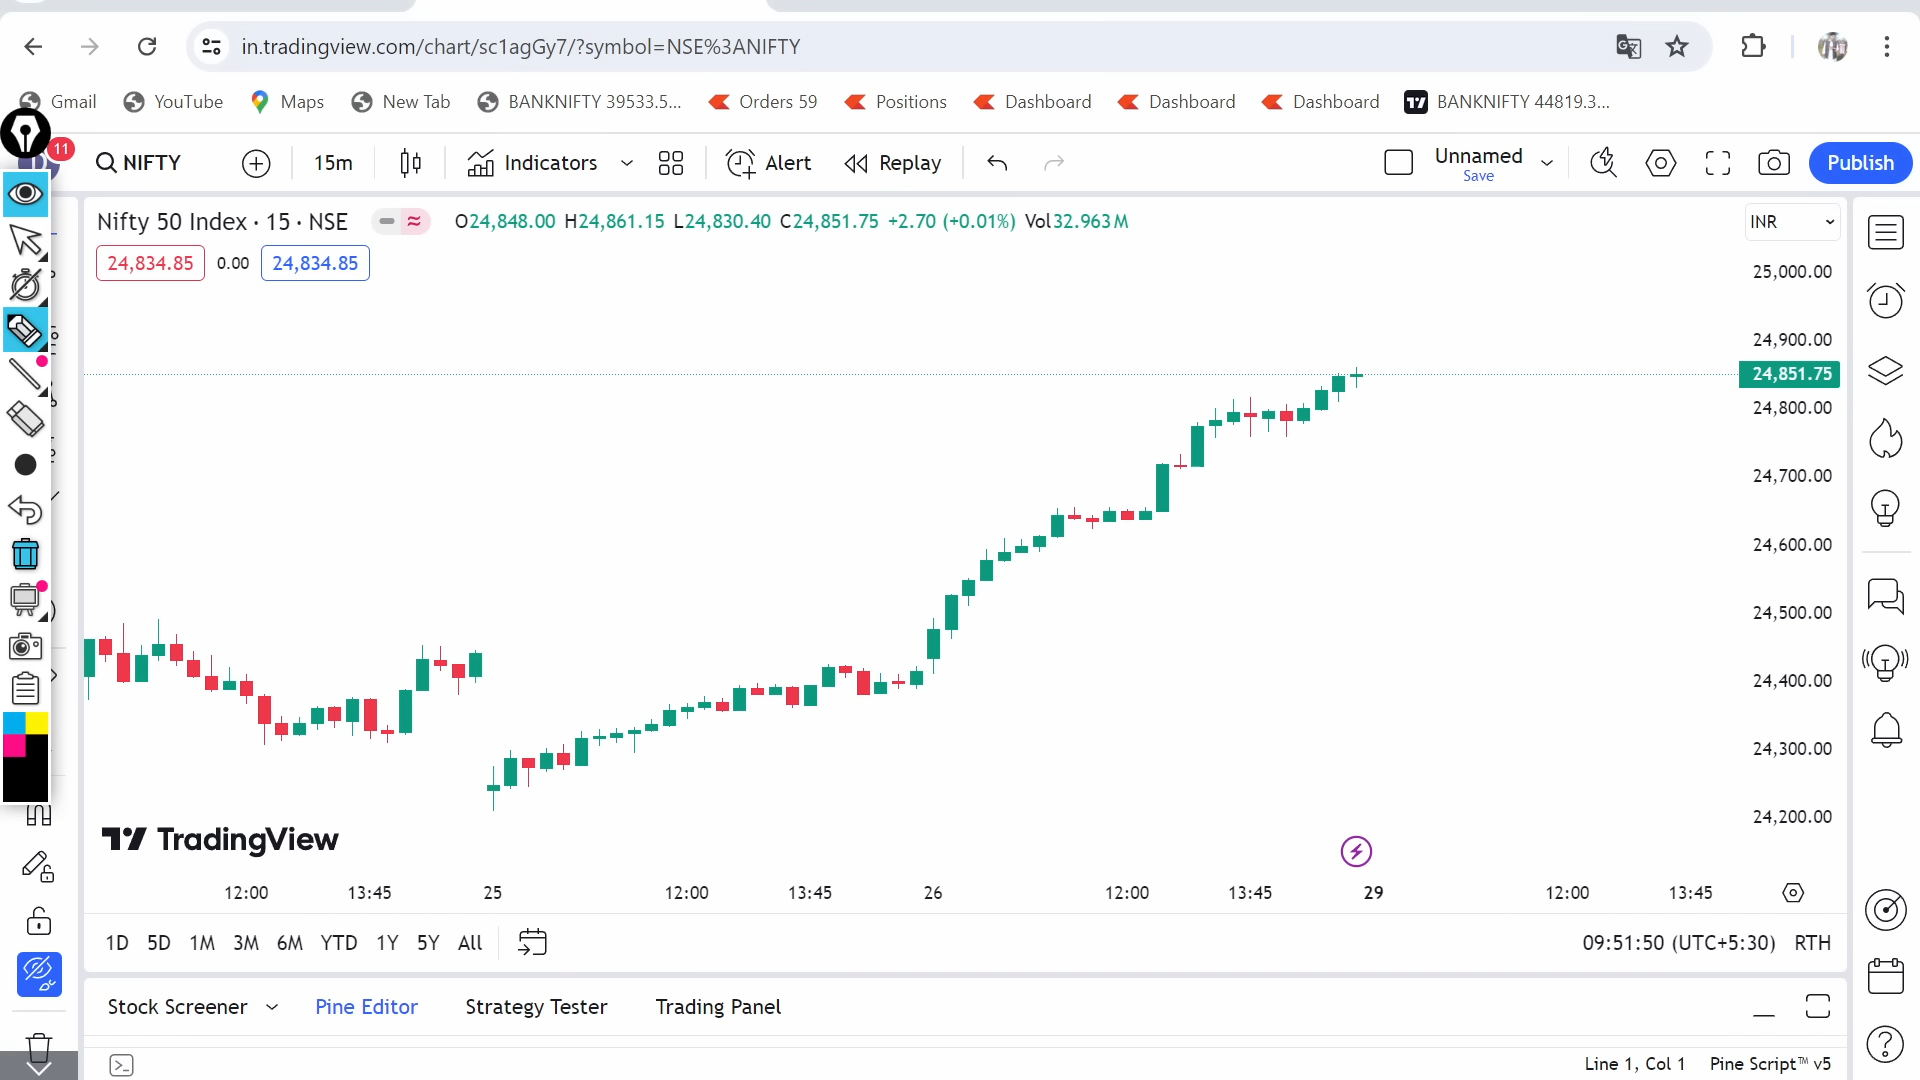 in.tradingview.com/chart/sc1agGy7/?symbol=NSE%3ANIFTY
Gmail YouTube Maps New Tab BANKNIFTY 39533.5... Orders 59 Positions Dashboard Dashboard Dashboard BANKNIFTY 44819.3...
11
NIFTY 15m Indicators Alert Replay Unnamed Save Publish
Nifty 50 Index · 15 · NSE O24,848.00 H24,861.15 L24,830.40 C24,851.75 +2.70 (+0.01%) Vol32.963M INR
24,834.85 0.00 24,834.85
25,000.00
24,900.00
24,851.75
24,800.00
24,700.00
24,600.00
24,500.00
24,400.00
24,300.00
24,200.00
TradingView
12:00 13:45 25 12:00 13:45 26 12:00 13:45 29 12:00 13:45
1D 5D 1M 3M 6M YTD 1Y 5Y All 09:51:50 (UTC+5:30) RTH
Stock Screener Pine Editor Strategy Tester Trading Panel
Line 1, Col 1 Pine Script™ v5